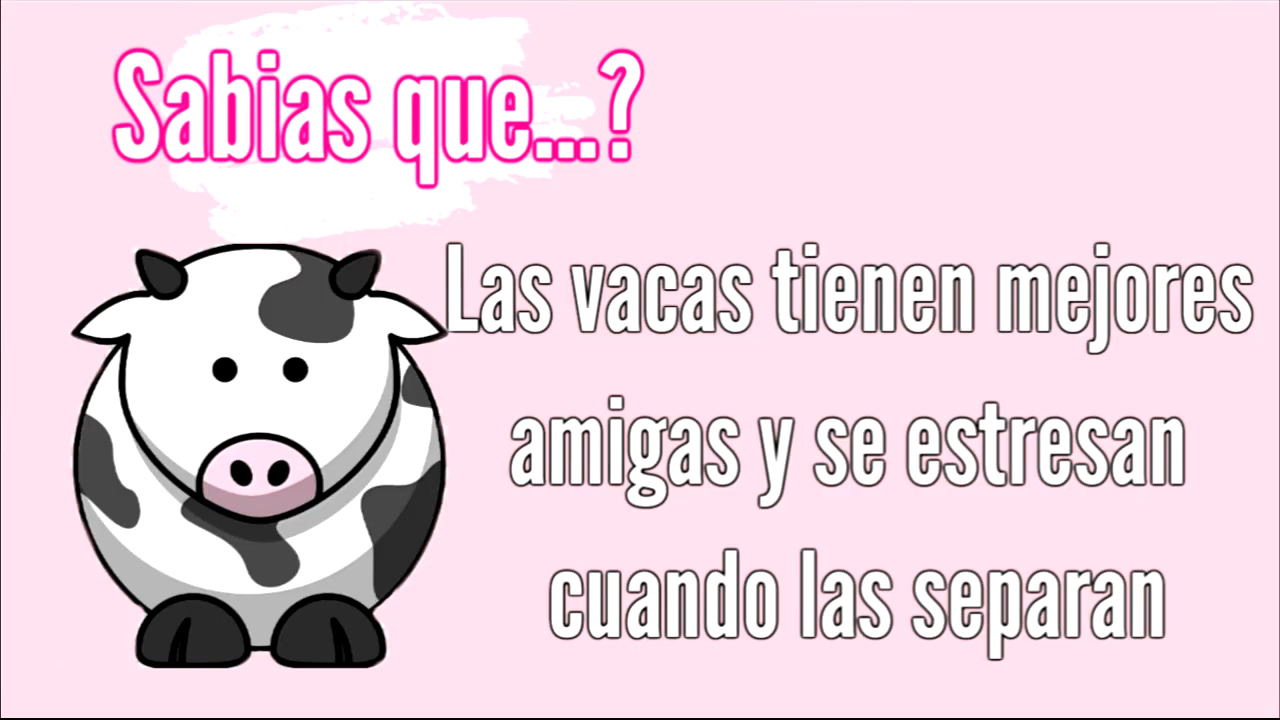 Sabias que...?
Las vacas tienen mejores
amigas y se estresan
cuando las separan